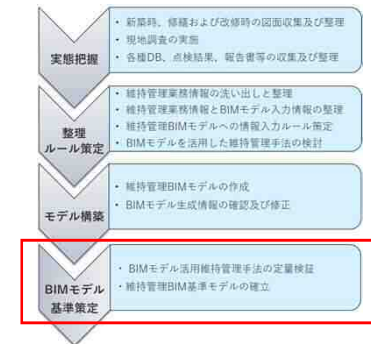 実態把握
・ 新築時、修繕および改修時の図面収集及び整理
・ 現地調査の実施
・ 各種DB、点検結果、報告書等の収集及び整理
整理
ルール策定
・ 維持管理業務情報の洗い出しと整理
・ 維持管理業務情報とBIMモデル入力情報の整理
・ 維持管理BIMモデルへの情報入力ルール策定
・ BIMモデルを活用した維持管理手法の検討
モデル構築
・ 維持管理BIMモデルの作成
・ BIMモデル生成情報の確認及び修正
BIMモデル
基準策定
・ BIMモデル活用維持管理手法の定量検証
・維持管理BIM基準モデルの確立